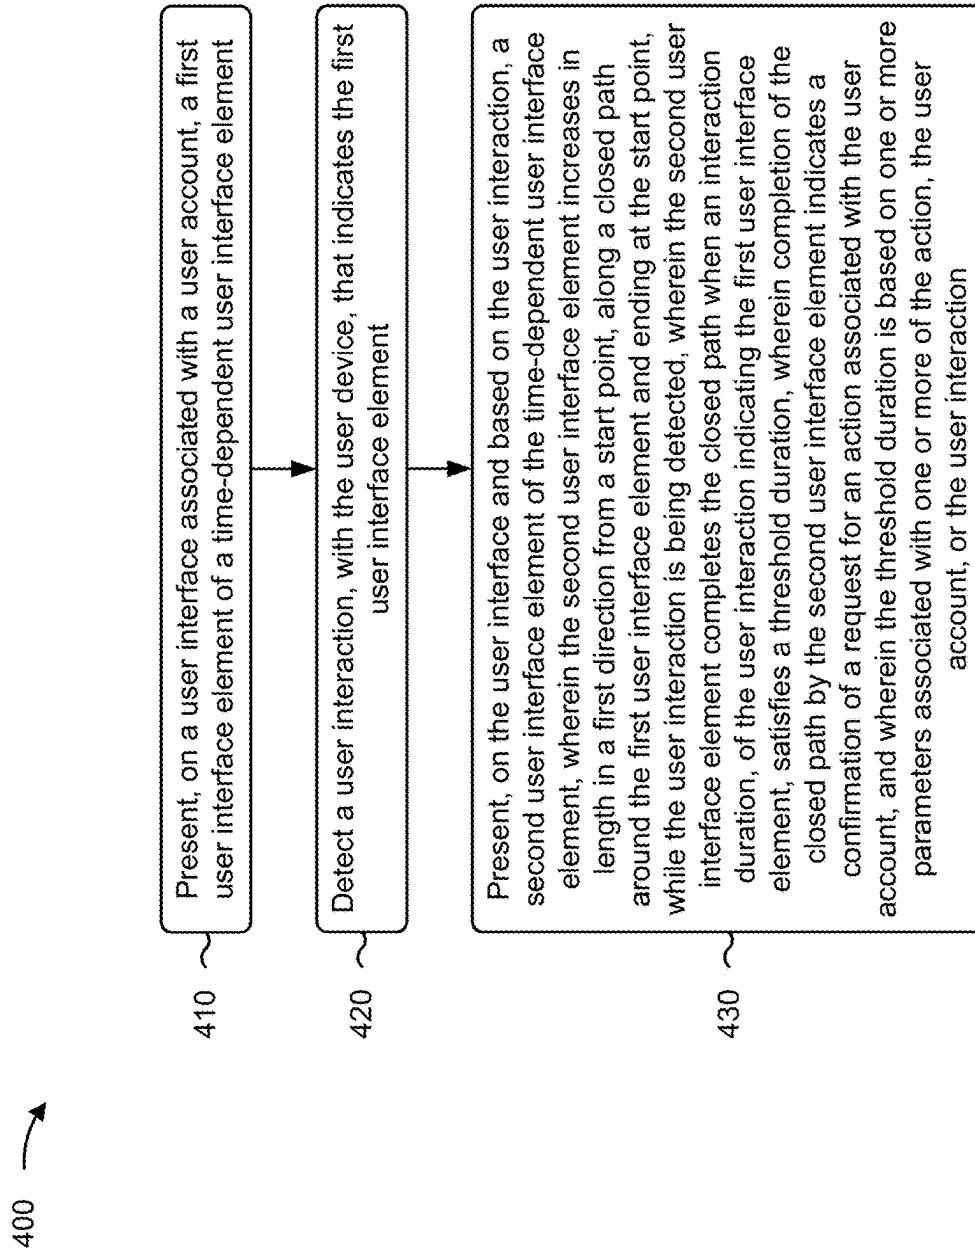 400
410
Present, on a user interface associated with a user account, a first
user interface element of a time-dependent user interface element
420
Detect a user interaction, with the user device, that indicates the first
user interface element
430
Present, on the user interface and based on the user interaction, a
second user interface element of the time-dependent user interface
element, wherein the second user interface element increases in
length in a first direction from a start point, along a closed path
around the first user interface element and ending at the start point,
while the user interaction is being detected, wherein the second user
interface element completes the closed path when an interaction
duration, of the user interaction indicating the first user interface
element, satisfies a threshold duration, wherein completion of the
closed path by the second user interface element indicates a
confirmation of a request for an action associated with the user
account, and wherein the threshold duration is based on one or more
parameters associated with one or more of the action, the user
account, or the user interaction